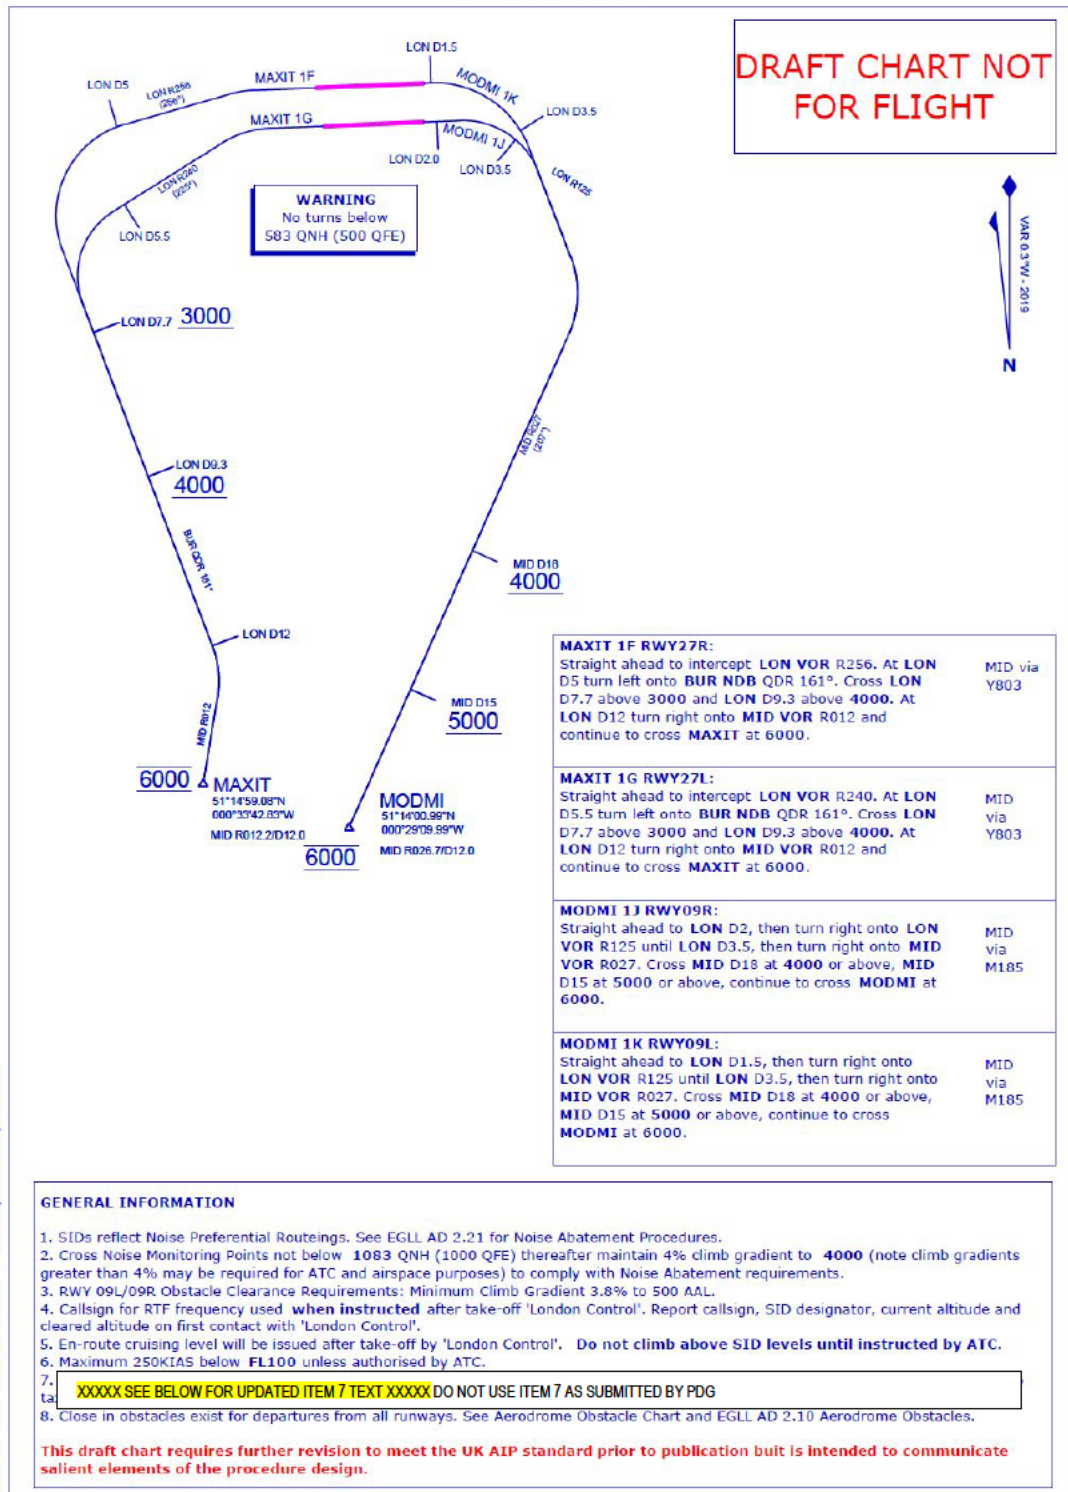 DRAFT CHART NOT
FOR FLIGHT
LON D1.5
LON D5
LON R256
(256°)
MAXIT 1F
MODMI 1K
LON D3.5
MAXIT 1G
MODMI 1J
LON D2.0
LON D3.5
LON R125
LON R240
(225°)
LON D5.5
WARNING
No turns below
583 QNH (500 QFE)
VAR 0.3°W - 2019
N
LON D7.7 3000
LON D9.3
4000
BUR QDR 161°
MID R027
(207°)
MID D18
4000
LON D12
MID R012
MID D15
5000
6000 MAXIT
51°14'59.08"N
000°33'42.83"W
MID R012.2/D12.0
MODMI
51°14'00.99"N
000°29'09.99"W
6000 MID R026.7/D12.0
MAXIT 1F RWY27R:
Straight ahead to intercept LON VOR R256. At LON
D5 turn left onto BUR NDB QDR 161°. Cross LON
D7.7 above 3000 and LON D9.3 above 4000. At
LON D12 turn right onto MID VOR R012 and
continue to cross MAXIT at 6000.
MID via
Y803
MAXIT 1G RWY27L:
Straight ahead to intercept LON VOR R240. At LON
D5.5 turn left onto BUR NDB QDR 161°. Cross LON
D7.7 above 3000 and LON D9.3 above 4000. At
LON D12 turn right onto MID VOR R012 and
continue to cross MAXIT at 6000.
MID
via
Y803
MODMI 1J RWY09R:
Straight ahead to LON D2, then turn right onto LON
VOR R125 until LON D3.5, then turn right onto MID
VOR R027. Cross MID D18 at 4000 or above, MID
D15 at 5000 or above, continue to cross MODMI at
6000.
MID
via
M185
MODMI 1K RWY09L:
Straight ahead to LON D1.5, then turn right onto
LON VOR R125 until LON D3.5, then turn right onto
MID VOR R027. Cross MID D18 at 4000 or above,
MID D15 at 5000 or above, continue to cross
MODMI at 6000.
MID
via
M185
GENERAL INFORMATION
1. SIDs reflect Noise Preferential Routeings. See EGLL AD 2.21 for Noise Abatement Procedures.
2. Cross Noise Monitoring Points not below 1083 QNH (1000 QFE) thereafter maintain 4% climb gradient to 4000 (note climb gradients
greater than 4% may be required for ATC and airspace purposes) to comply with Noise Abatement requirements.
3. RWY 09L/09R Obstacle Clearance Requirements: Minimum Climb Gradient 3.8% to 500 AAL.
4. Callsign for RTF frequency used when instructed after take-off 'London Control'. Report callsign, SID designator, current altitude and
cleared altitude on first contact with 'London Control'.
5. En-route cruising level will be issued after take-off by 'London Control'. Do not climb above SID levels until instructed by ATC.
6. Maximum 250KIAS below FL100 unless authorised by ATC.
7.
XXXXX SEE BELOW FOR UPDATED ITEM 7 TEXT XXXXX DO NOT USE ITEM 7 AS SUBMITTED BY PDG
8. Close in obstacles exist for departures from all runways. See Aerodrome Obstacle Chart and EGLL AD 2.10 Aerodrome Obstacles.
This draft chart requires further revision to meet the UK AIP standard prior to publication buit is intended to communicate
salient elements of the procedure design.